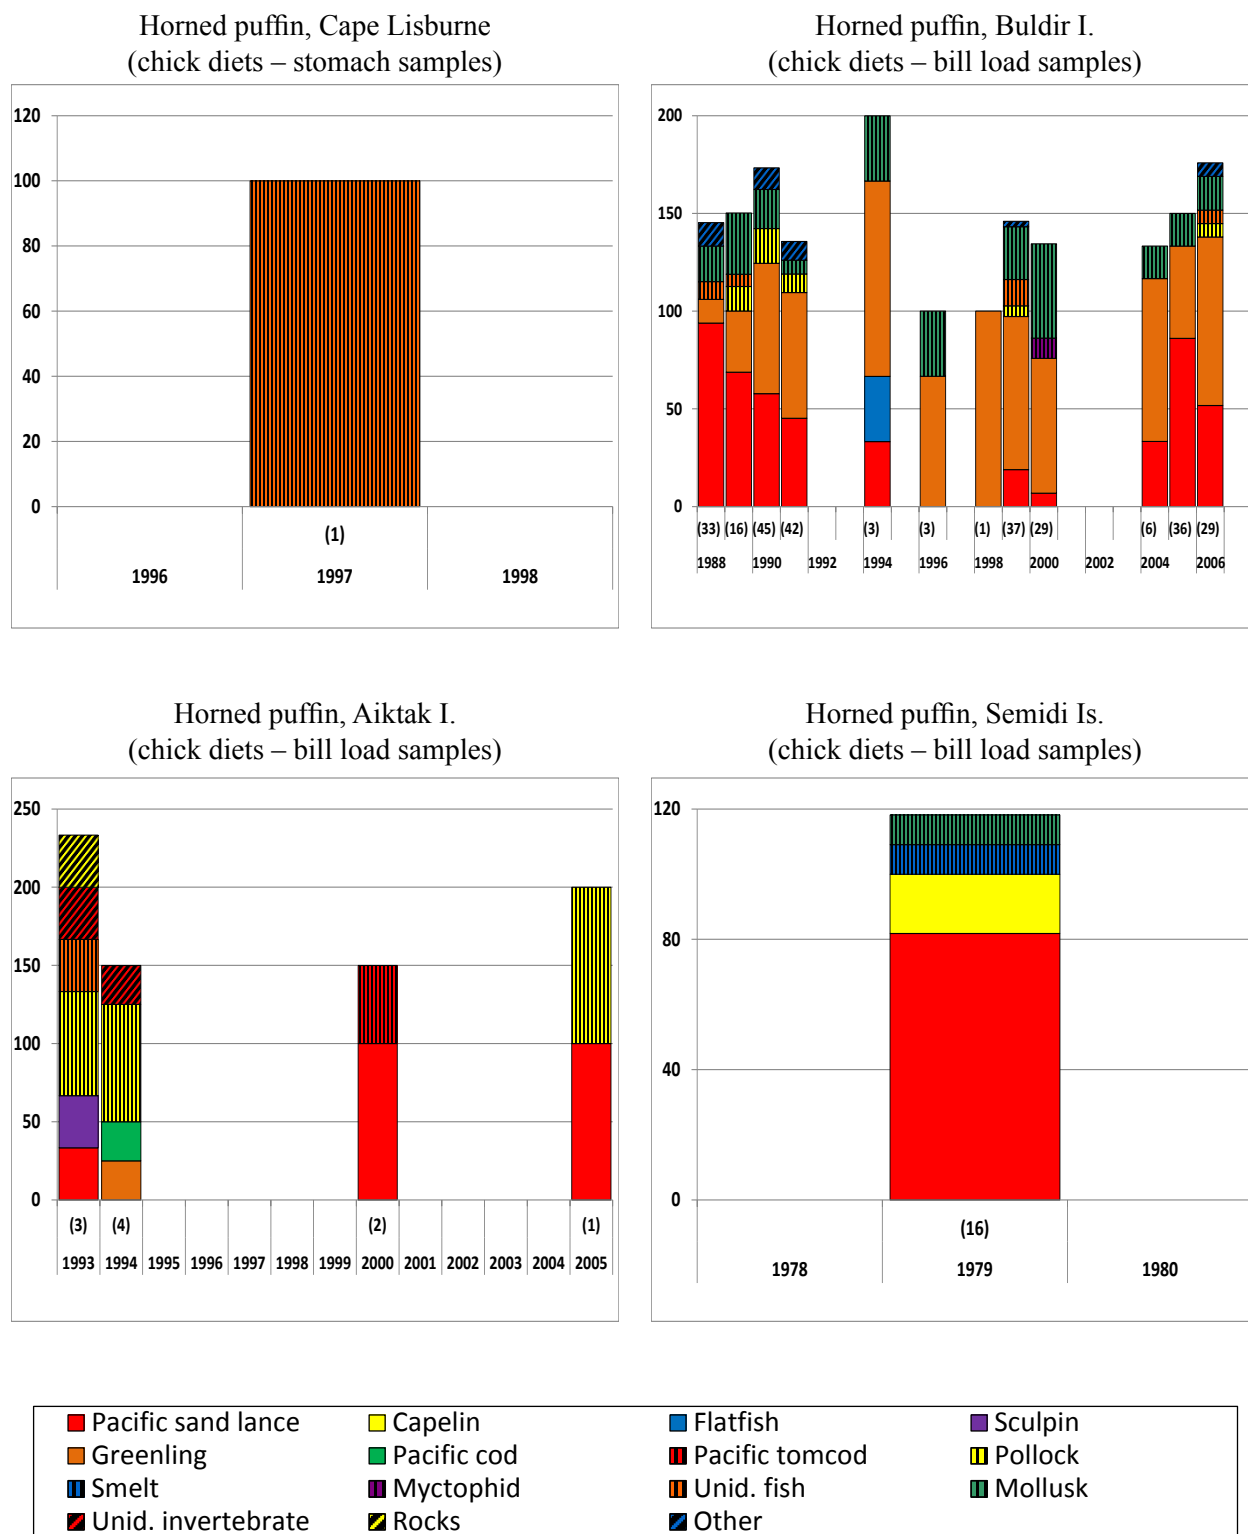 Horned puffin, Cape Lisburne
(chick diets – stomach samples)
120
100
80
60
40
20
0
(1)
1996 1997 1998
Horned puffin, Buldir I.
(chick diets – bill load samples)
200
150
100
50
0
(33) (16) (45) (42) (3) (3) (1) (37) (29) (6) (36) (29)
1988 1990 1992 1994 1996 1998 2000 2002 2004 2006
Horned puffin, Aiktak I.
(chick diets – bill load samples)
250
200
150
100
50
0
(3) (4) (2) (1)
1993 1994 1995 1996 1997 1998 1999 2000 2001 2002 2003 2004 2005
Horned puffin, Semidi Is.
(chick diets – bill load samples)
120
80
40
0
(16)
1978 1979 1980
Pacific sand lance Capelin Flatfish Sculpin
Greenling Pacific cod Pacific tomcod Pollock
Smelt Myctophid Unid. fish Mollusk
Unid. invertebrate Rocks Other